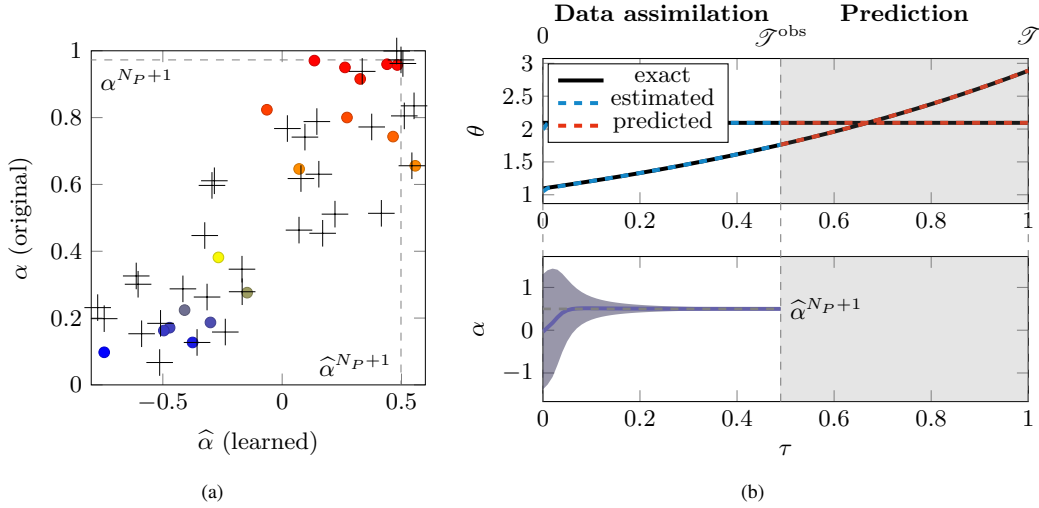 Data assimilation Prediction
0 𝒯^obs 𝒯
α^{N_P+1}
α̂^{N_P+1}
1
0.8
0.6
0.4
0.2
0
−0.5 0 0.5
α (original)
α̂ (learned)
(a)
exact
estimated
predicted
3
2.5
2
1.5
1
θ
0 0.2 0.4 0.6 0.8 1
α̂^{N_P+1}
1
0
−1
α
0 0.2 0.4 0.6 0.8 1
τ
(b)